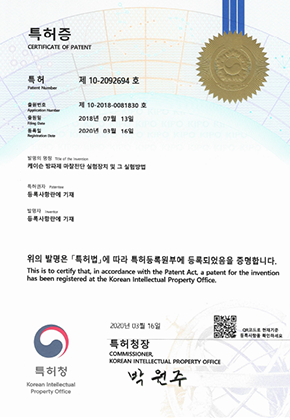 특허증
CERTIFICATE OF PATENT
특허 제 10-2092694 호
Patent Number
출원번호 제 10-2018-0081830 호
Application Number
출원일 2018년 07월 13일
Filing Date
등록일 2020년 03월 16일
Registration Date
발명의 명칭 Title of the Invention
케이슨 방파제 마찰전단 실험장치 및 그 실험방법
특허권자 Patentee
등록사항란에 기재
발명자 Inventor
등록사항란에 기재
위의 발명은 「특허법」에 따라 특허등록원부에 등록되었음을 증명합니다.
This is to certify that, in accordance with the Patent Act, a patent for the invention
has been registered at the Korean Intellectual Property Office.
2020년 03월 16일
QR코드로 현재기준
등록사항을 확인하세요
특허청장
COMMISSIONER,
KOREAN INTELLECTUAL PROPERTY OFFICE
박원주
특허청
Korean Intellectual
Property Office